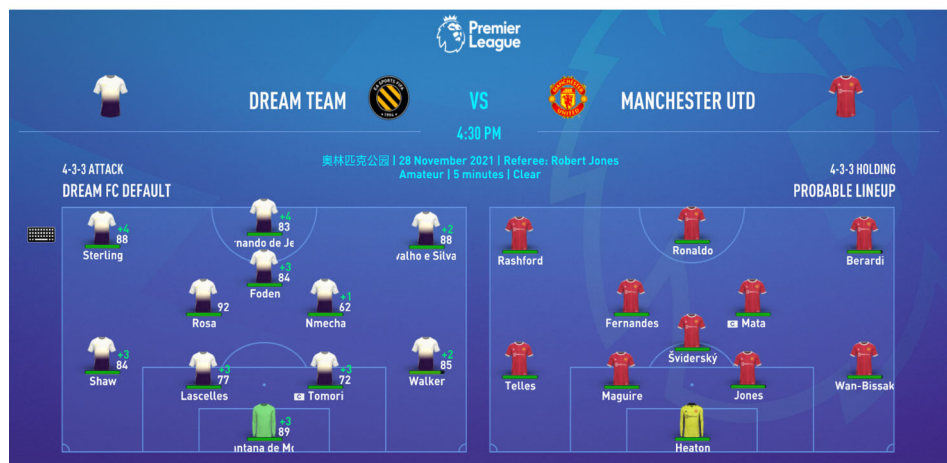 Premier
League
DREAM TEAM
VS
MANCHESTER UTD
4:30 PM
奧林匹克公园 | 28 November 2021 | Referee: Robert Jones
Amateur | 5 minutes | Clear
4-3-3 ATTACK
DREAM FC DEFAULT
4-3-3 HOLDING
PROBABLE LINEUP
+4
88
Sterling
+4
83
rnando de Je
+2
88
valho e Silva
+3
84
Foden
92
Rosa
+1
62
Nmecha
+3
84
Shaw
+3
77
Lascelles
+3
72
C Tomori
+2
85
Walker
+3
89
ntana de Mo
Rashford
Ronaldo
Berardi
Fernandes
C Mata
Šviderský
Telles
Maguire
Jones
Wan-Bissak
Heaton